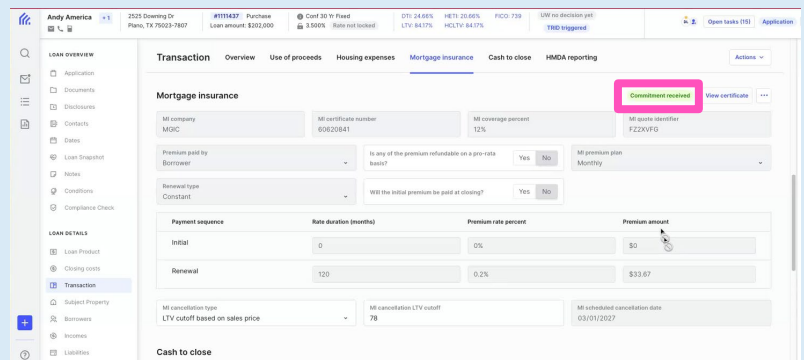 Andy America +1
2525 Downing Dr
Plano, TX 75023-7807
#1111437 Purchase
Loan amount: $202,000
Conf 30 Yr Fixed
3.500% Rate not locked
DTI: 24.66% HETI: 20.66% FICO: 739
LTV: 84.17% HCLTV: 84.17%
UW no decision yet
TRID triggered
Open tasks (15)
Application
LOAN OVERVIEW
Application
Documents
Disclosures
Contacts
Dates
Loan Snapshot
Notes
Conditions
Compliance Check
LOAN DETAILS
Loan Product
Closing costs
Transaction
Subject Property
Borrowers
Incomes
Liabilities
Transaction Overview Use of proceeds Housing expenses Mortgage insurance Cash to close HMDA reporting
Actions
Mortgage insurance
Commitment received
View certificate
MI company
MGIC
MI certificate number
60620841
MI coverage percent
12%
MI quote identifier
FZ2XVFG
Premium paid by
Borrower
Is any of the premium refundable on a pro-rata
basis?
Yes No
MI premium plan
Monthly
Renewal type
Constant
Will the initial premium be paid at closing?
Yes No
Payment sequence Rate duration (months) Premium rate percent Premium amount
Initial 0 0% $0
Renewal 120 0.2% $33.67
MI cancellation type
LTV cutoff based on sales price
MI cancellation LTV cutoff
78
MI scheduled cancellation date
03/01/2027
Cash to close